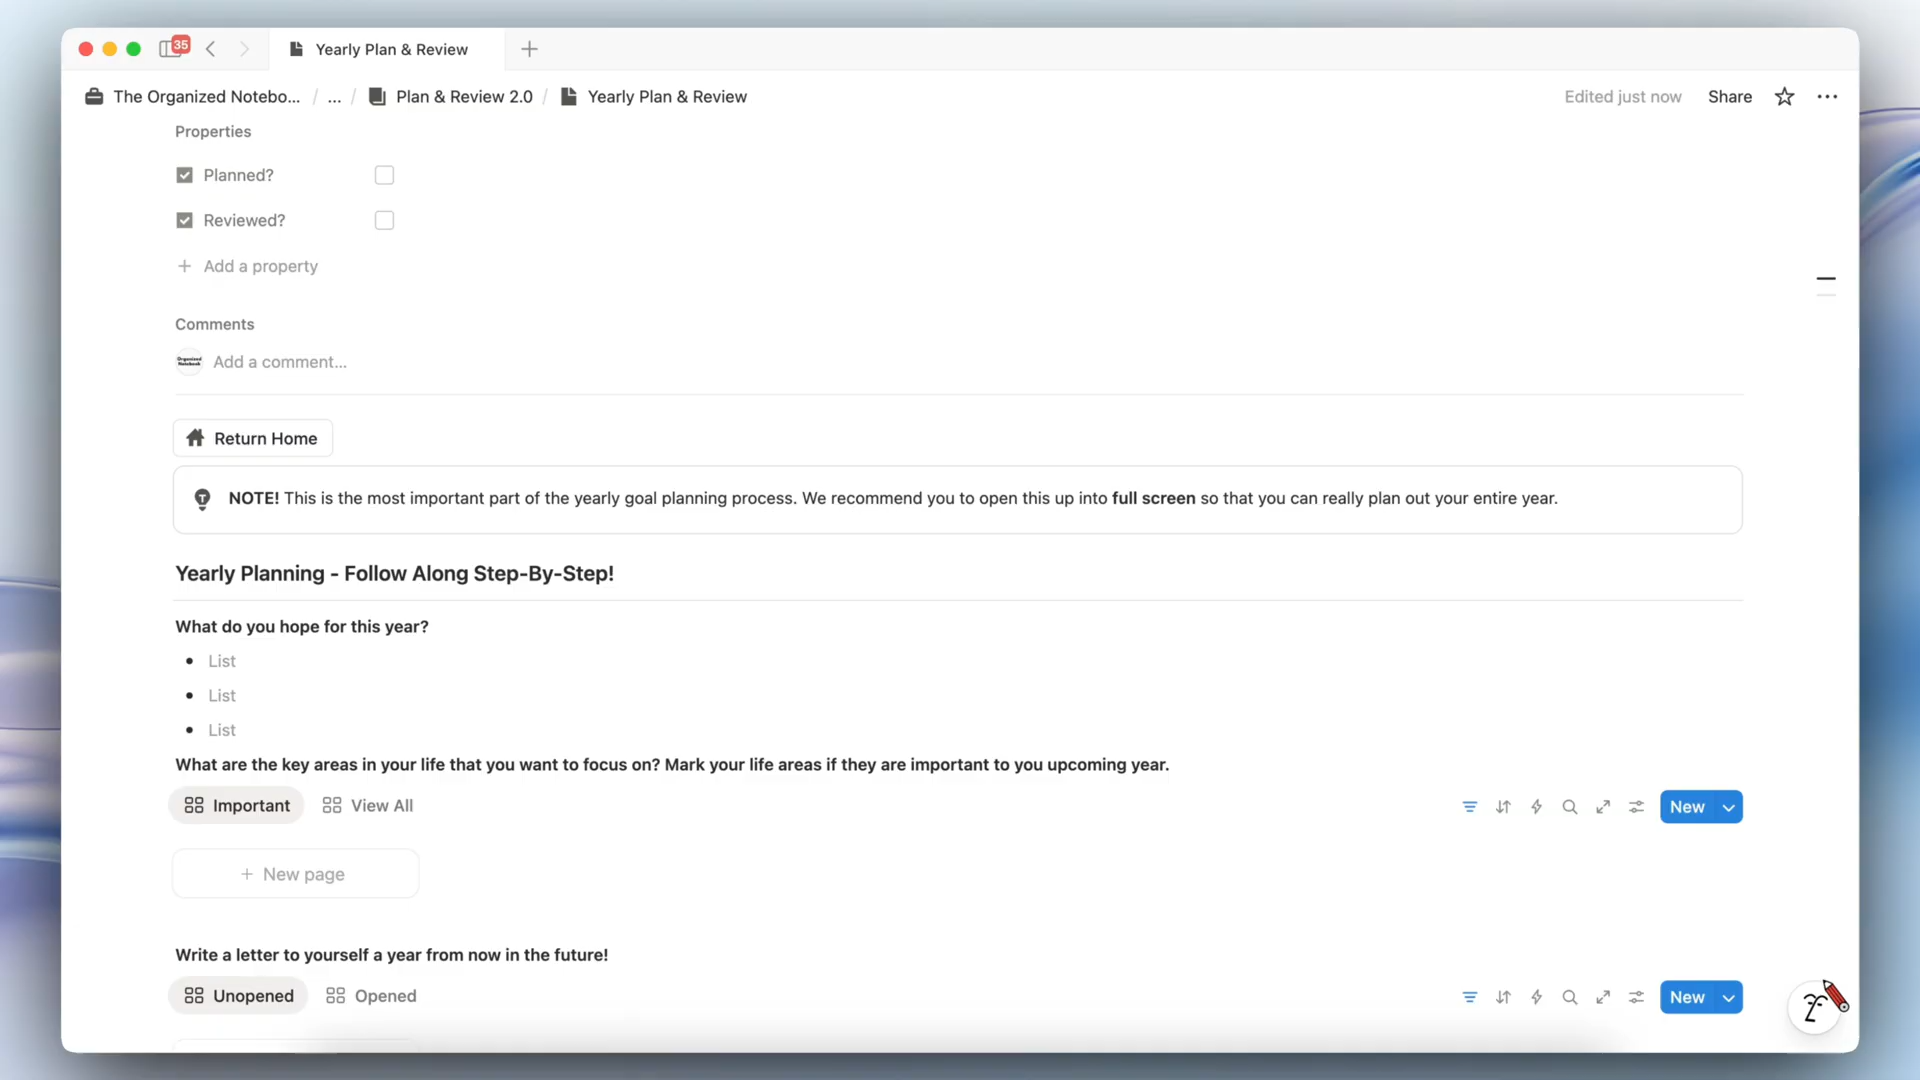 35
Yearly Plan & Review
The Organized Notebo... / ... / Plan & Review 2.0 / Yearly Plan & Review
Edited just now
Share
Properties
Planned?
Reviewed?
Add a property
Comments
Organized
Notebook
Add a comment...
Return Home
NOTE! This is the most important part of the yearly goal planning process. We recommend you to open this up into full screen so that you can really plan out your entire year.
Yearly Planning - Follow Along Step-By-Step!
What do you hope for this year?
• List
• List
• List
What are the key areas in your life that you want to focus on? Mark your life areas if they are important to you upcoming year.
Important
View All
New
+ New page
Write a letter to yourself a year from now in the future!
Unopened
Opened
New